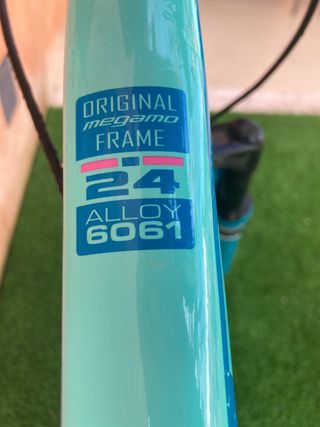 ORIGINAL
megamo
FRAME
24
ALLOY
6061